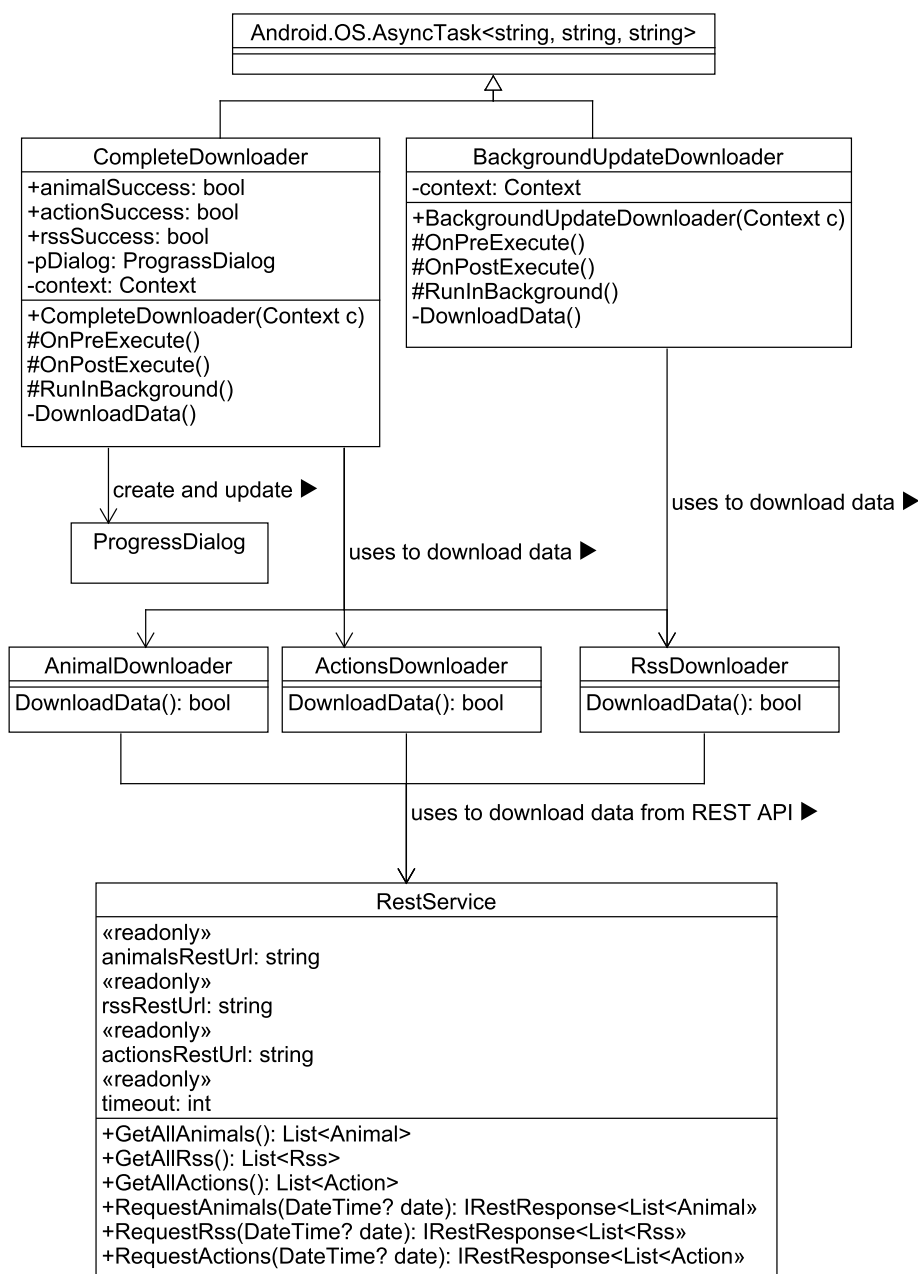 Android.OS.AsyncTask<string, string, string>
CompleteDownloader
+animalSuccess: bool
+actionSuccess: bool
+rssSuccess: bool
-pDialog: PrograssDialog
-context: Context
+CompleteDownloader(Context c)
#OnPreExecute()
#OnPostExecute()
#RunInBackground()
-DownloadData()
BackgroundUpdateDownloader
-context: Context
+BackgroundUpdateDownloader(Context c)
#OnPreExecute()
#OnPostExecute()
#RunInBackground()
-DownloadData()
create and update ▶
uses to download data ▶
ProgressDialog
uses to download data ▶
AnimalDownloader
DownloadData(): bool
ActionsDownloader
DownloadData(): bool
RssDownloader
DownloadData(): bool
uses to download data from REST API ▶
RestService
«readonly»
animalsRestUrl: string
«readonly»
rssRestUrl: string
«readonly»
actionsRestUrl: string
«readonly»
timeout: int
+GetAllAnimals(): List<Animal>
+GetAllRss(): List<Rss>
+GetAllActions(): List<Action>
+RequestAnimals(DateTime? date): IRestResponse<List<Animal»
+RequestRss(DateTime? date): IRestResponse<List<Rss»
+RequestActions(DateTime? date): IRestResponse<List<Action»